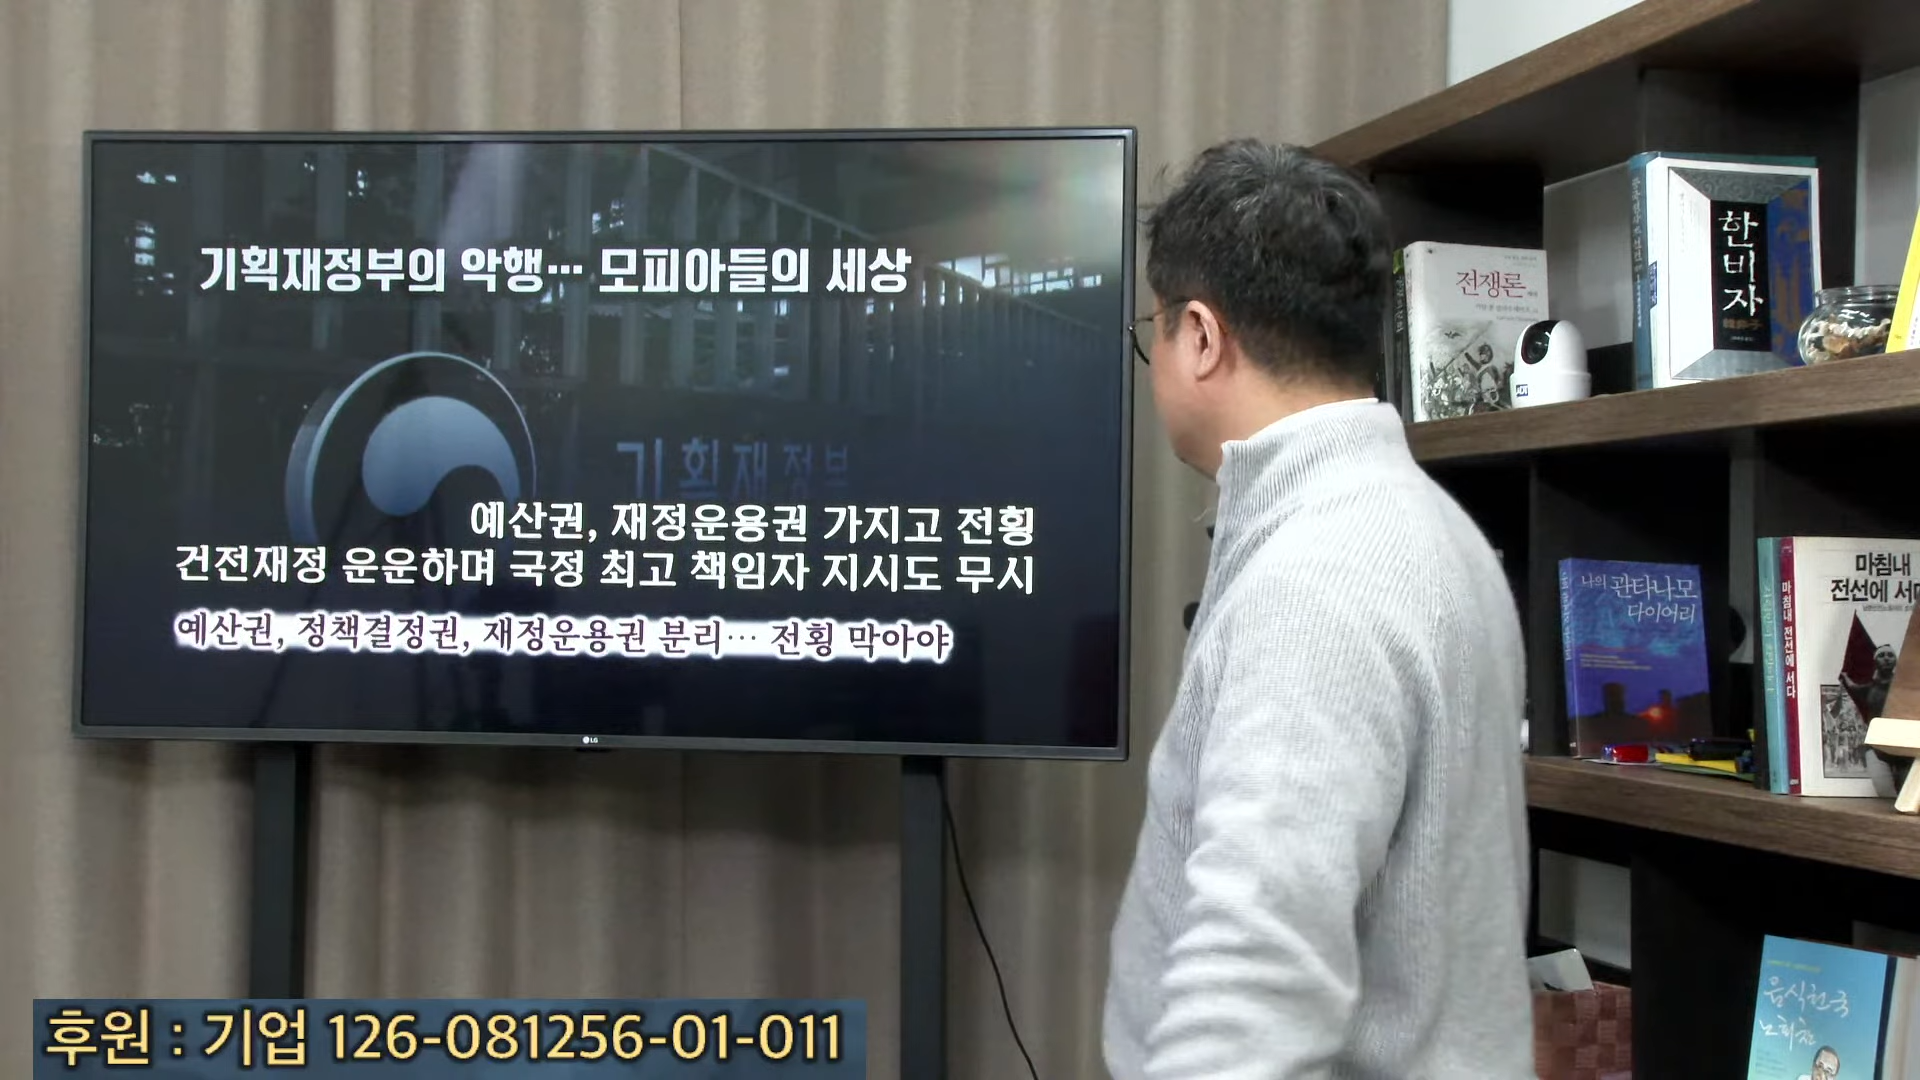 기획재정부의 악행… 모피아들의 세상
기획재정부
예산권, 재정운용권 가지고 전횡
건전재정 운운하며 국정 최고 책임자 지시도 무시
예산권, 정책결정권, 재정운용권 분리… 전횡 막아야
LG
전쟁론
한비자
ADT
나의 관타나모
다이어리
마침내
전선에 서다
마침내 전선에 서다
음식천국
노회찬
후원 : 기업 126-081256-01-011